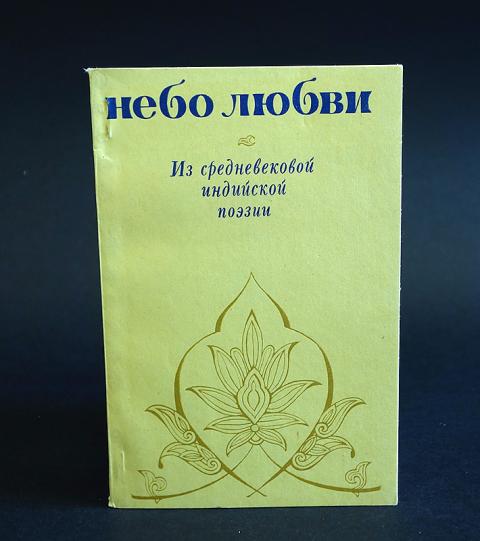 небо любви
Из средневековой
индийской
поэзии